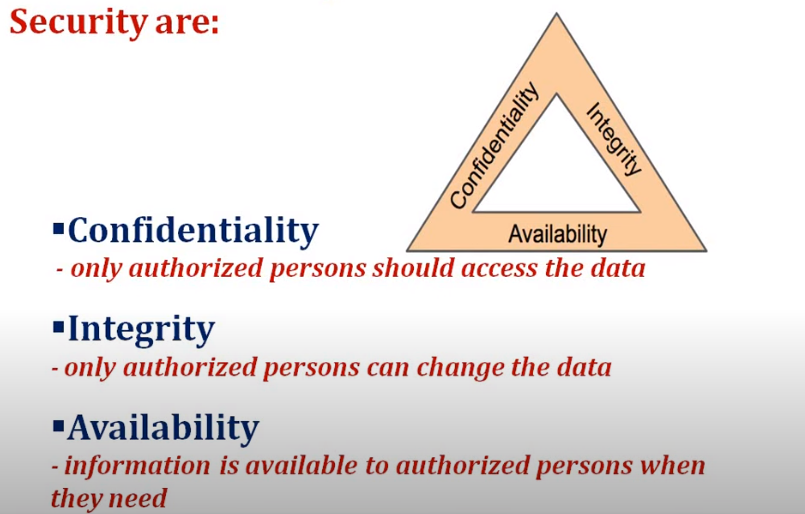 Security are:
Confidentiality
Integrity
Availability
▪Confidentiality
- only authorized persons should access the data
▪Integrity
- only authorized persons can change the data
▪Availability
- information is available to authorized persons when
they need